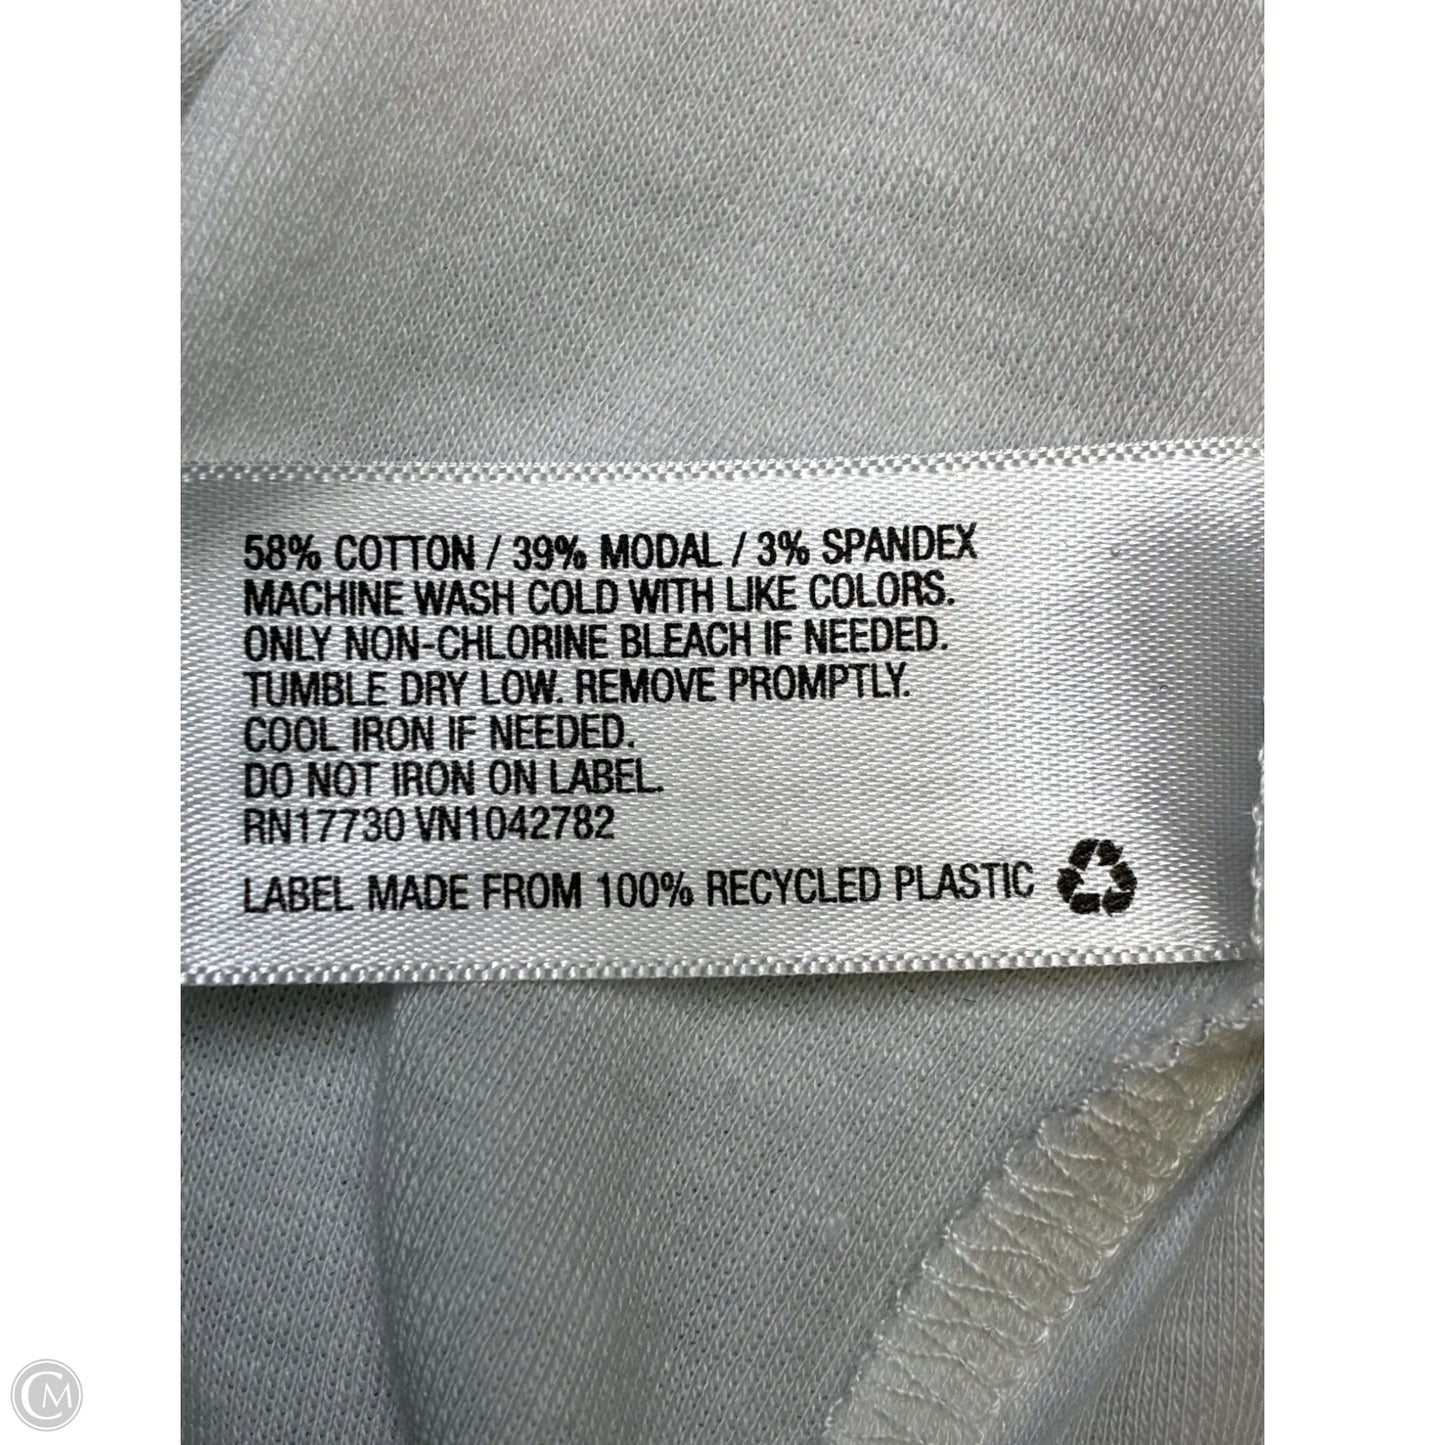 58% COTTON / 39% MODAL / 3% SPANDEX
MACHINE WASH COLD WITH LIKE COLORS.
ONLY NON-CHLORINE BLEACH IF NEEDED.
TUMBLE DRY LOW. REMOVE PROMPTLY.
COOL IRON IF NEEDED.
DO NOT IRON ON LABEL.
RN17730 VN1042782
LABEL MADE FROM 100% RECYCLED PLASTIC
CM